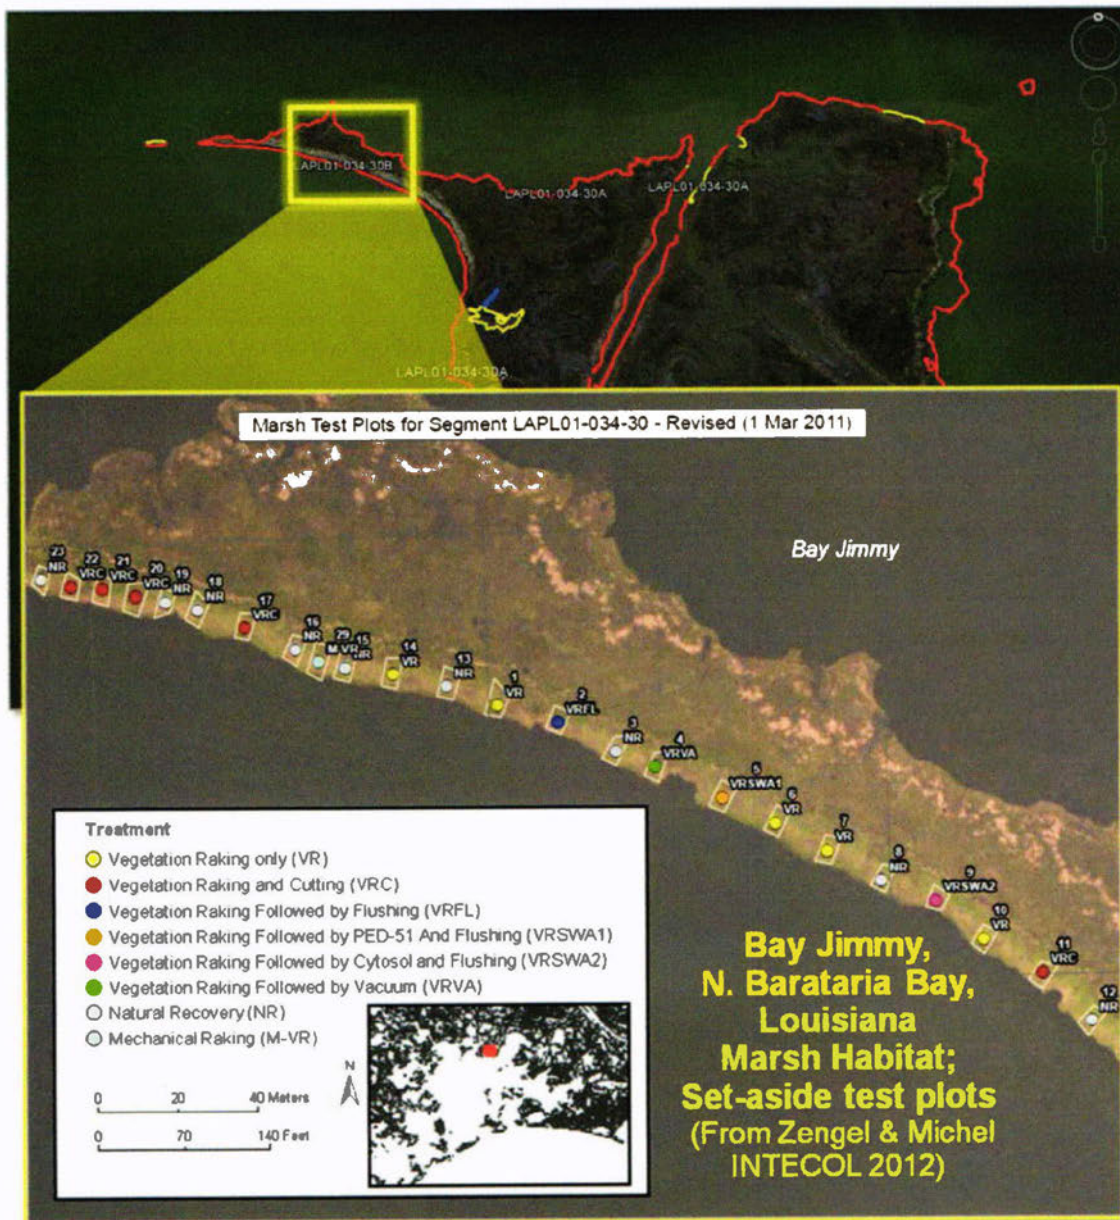 LAPL01-034-30B
LAPL01-034-30A
LAPL01-034-30A
LAPL01-034-30A
Marsh Test Plots for Segment LAPL01-034-30 - Revised (1 Mar 2011)
Bay Jimmy
23
NR
22
VRC
21
VRC
20
VRC
19
NR
18
NR
17
VRC
16
NR
29
M-VR
15
NR
14
VR
13
NR
1
VR
2
VRFL
3
NR
4
VRVA
5
VRSWA1
6
VR
7
VR
8
NR
9
VRSWA2
10
VR
11
VRC
12
NR
Treatment
Vegetation Raking only (VR)
Vegetation Raking and Cutting (VRC)
Vegetation Raking Followed by Flushing (VRFL)
Vegetation Raking Followed by PED-51 And Flushing (VRSWA1)
Vegetation Raking Followed by Cytosol and Flushing (VRSWA2)
Vegetation Raking Followed by Vacuum (VRVA)
Natural Recovery (NR)
Mechanical Raking (M-VR)
N
0 20 40 Meters
0 70 140 Feet
Bay Jimmy,
N. Barataria Bay,
Louisiana
Marsh Habitat;
Set-aside test plots
(From Zengel & Michel
INTECOL 2012)